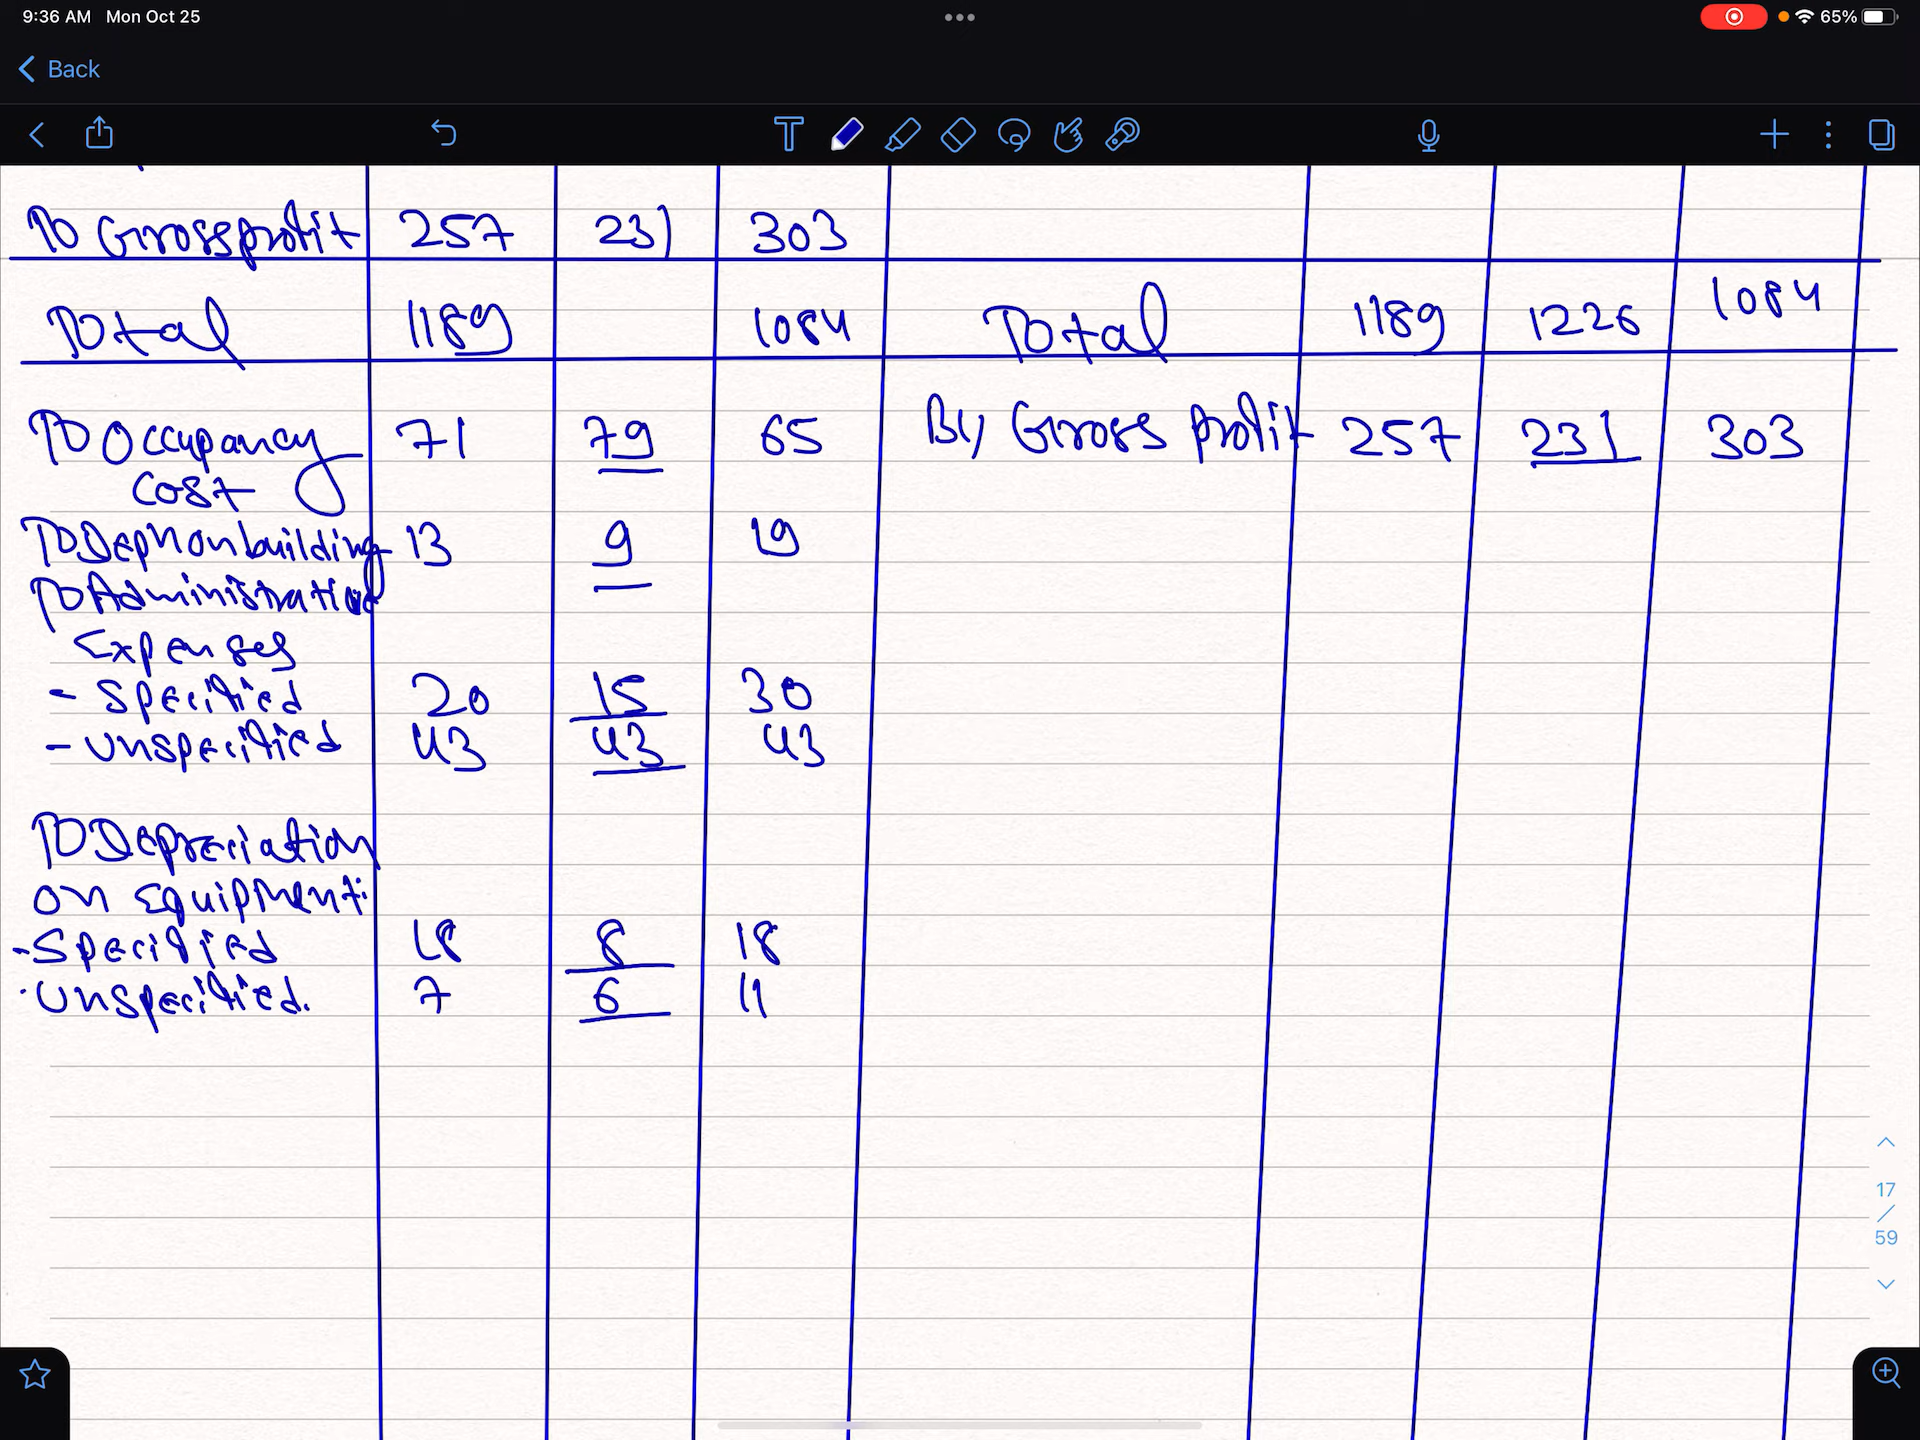 9:36 AM Mon Oct 25
65%
Back
T
To Grossprofit 257 231 303
Total 1189 1084 Total 1189 1226 1084
To Occupancy 71 79 65 By Gross profit 257 231 303
Cost
To Depn on building 13 9 19
To Administration
Expenses
- Specified 20 15 30
- Unspecified 43 43 43
To Depreciation
on Equipment:
- Specified 18 8 18
- Unspecified. 7 6 11
17
/
59